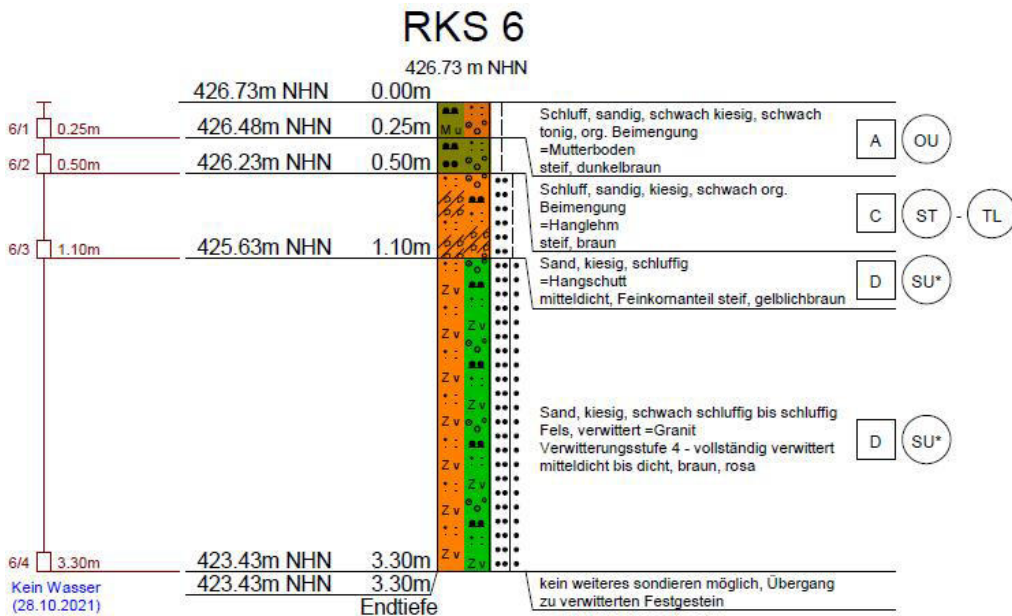 RKS 6
426.73 m NHN
426.73m NHN 0.00m
6/1 0.25m 426.48m NHN 0.25m
6/2 0.50m 426.23m NHN 0.50m
6/3 1.10m 425.63m NHN 1.10m
6/4 3.30m 423.43m NHN 3.30m
423.43m NHN 3.30m
Endtiefe
Kein Wasser
(28.10.2021)
Mu
Z v
Z v
Z v
Z v
Z v
Z v
Z v
Z v
Z v
Z v
Z v
Z v
Z v
Schluff, sandig, schwach kiesig, schwach
tonig, org. Beimengung
=Mutterboden
steif, dunkelbraun
A OU
Schluff, sandig, kiesig, schwach org.
Beimengung
=Hanglehm
steif, braun
C ST - TL
Sand, kiesig, schluffig
=Hangschutt
mitteldicht, Feinkornanteil steif, gelblichbraun
D SU*
Sand, kiesig, schwach schluffig bis schluffig
Fels, verwittert =Granit
Verwitterungsstufe 4 - vollständig verwittert
mitteldicht bis dicht, braun, rosa
D SU*
kein weiteres sondieren möglich, Übergang
zu verwitterten Festgestein